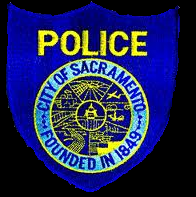 POLICE
CITY OF SACRAMENTO
FOUNDED IN 1849